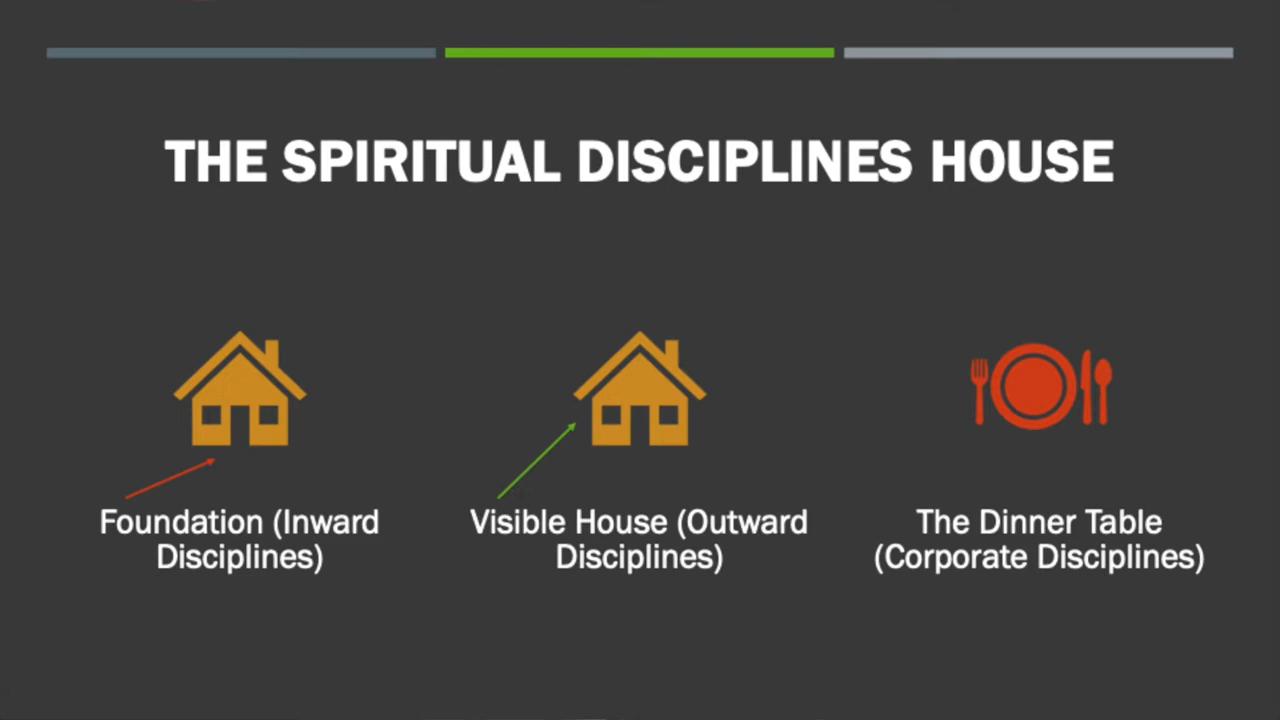 THE SPIRITUAL DISCIPLINES HOUSE
Foundation (Inward
Disciplines)
Visible House (Outward
Disciplines)
The Dinner Table
(Corporate Disciplines)